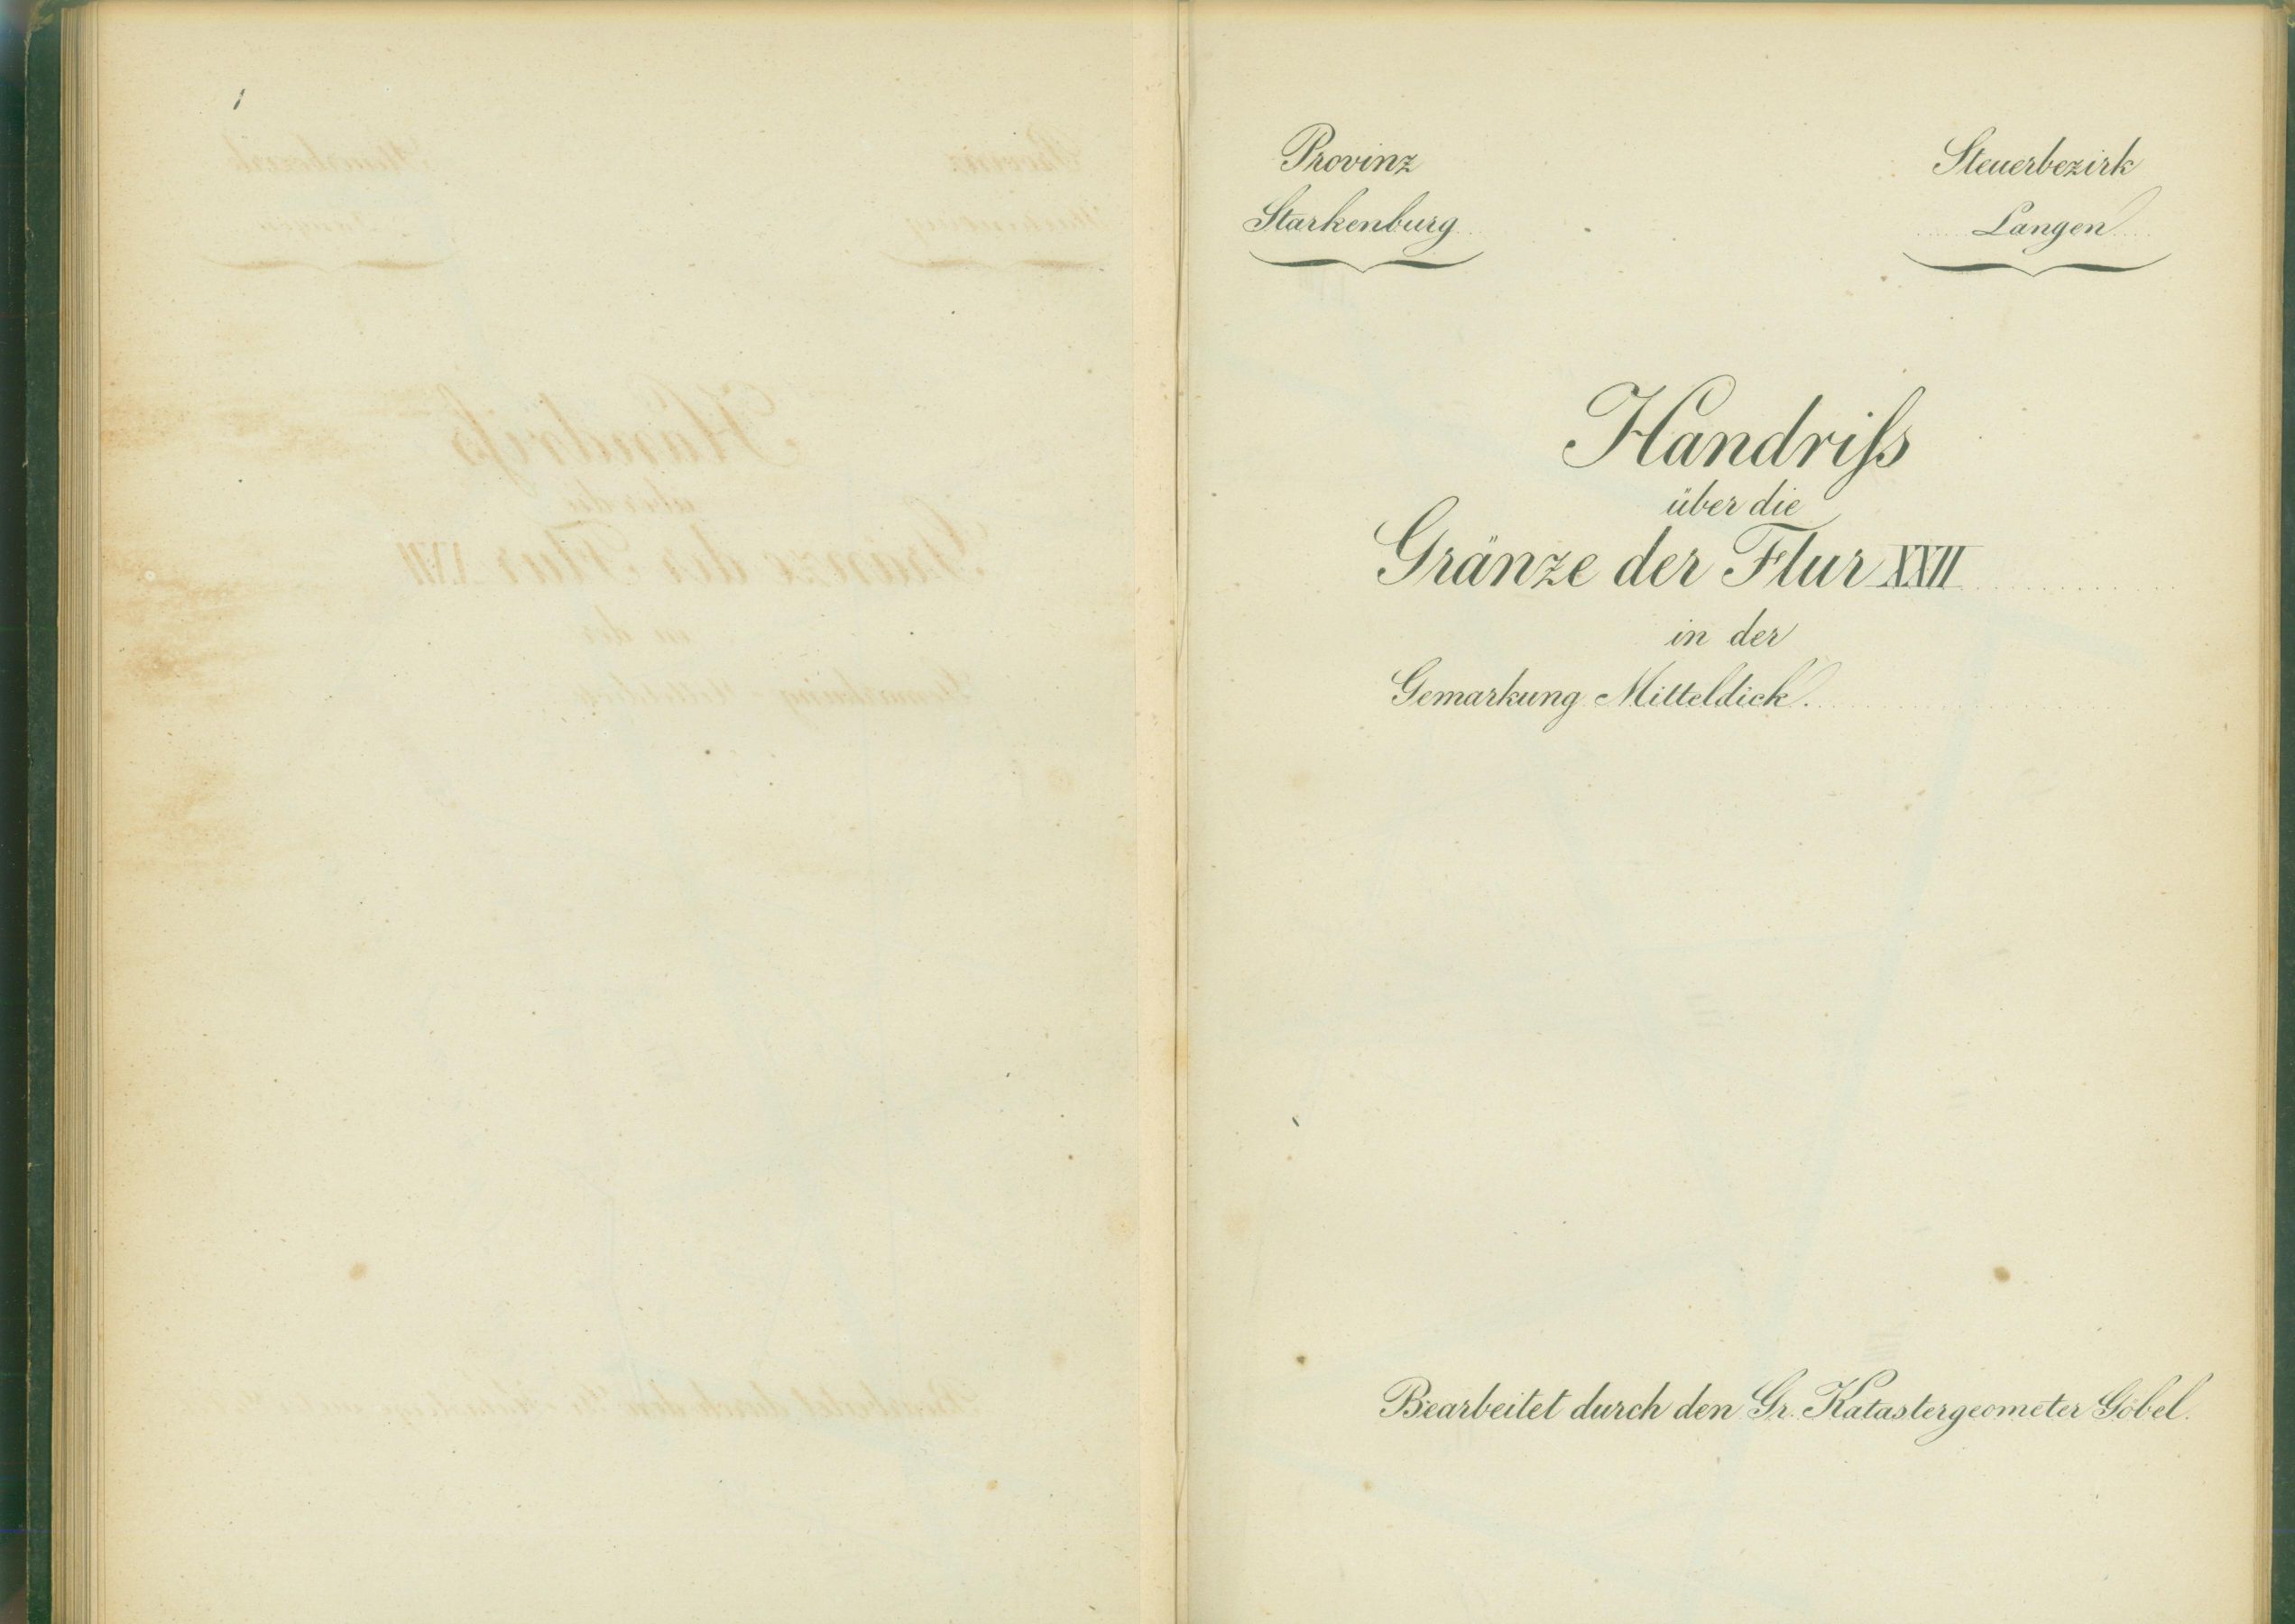 Provinz
Starkenburg
Steuerbezirk
Langen
Handriſs
über die
Gränze der Flur XXII
in der
Gemarkung Mitteldick.
Bearbeitet durch den Gr. Katastergeometer Göbel.